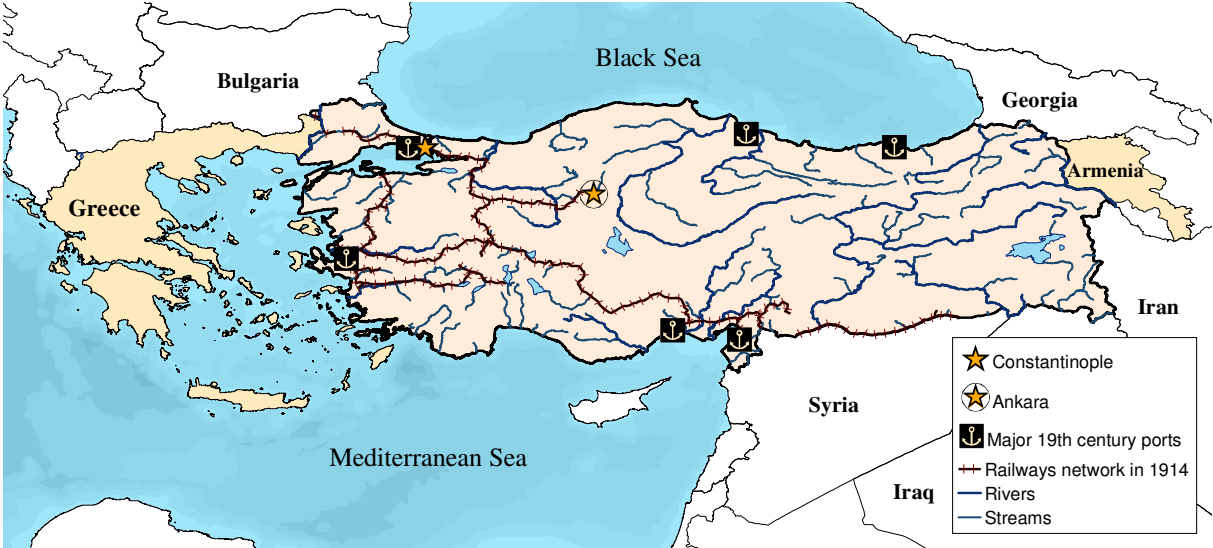 Black Sea
Bulgaria
Georgia
Armenia
Greece
Iran
Syria
Mediterranean Sea
Iraq
Constantinople
Ankara
Major 19th century ports
Railways network in 1914
Rivers
Streams